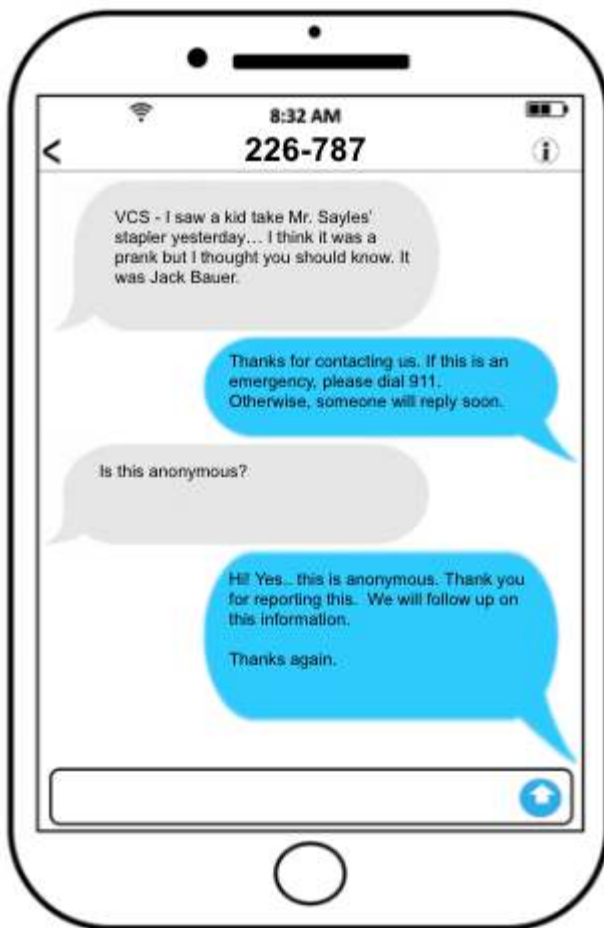 8:32 AM
226-787
VCS - I saw a kid take Mr. Sayles'
stapler yesterday... I think it was a
prank but I thought you should know. It
was Jack Bauer.
Thanks for contacting us. If this is an
emergency, please dial 911.
Otherwise, someone will reply soon.
Is this anonymous?
Hi! Yes.. this is anonymous. Thank you
for reporting this. We will follow up on
this information.
Thanks again.